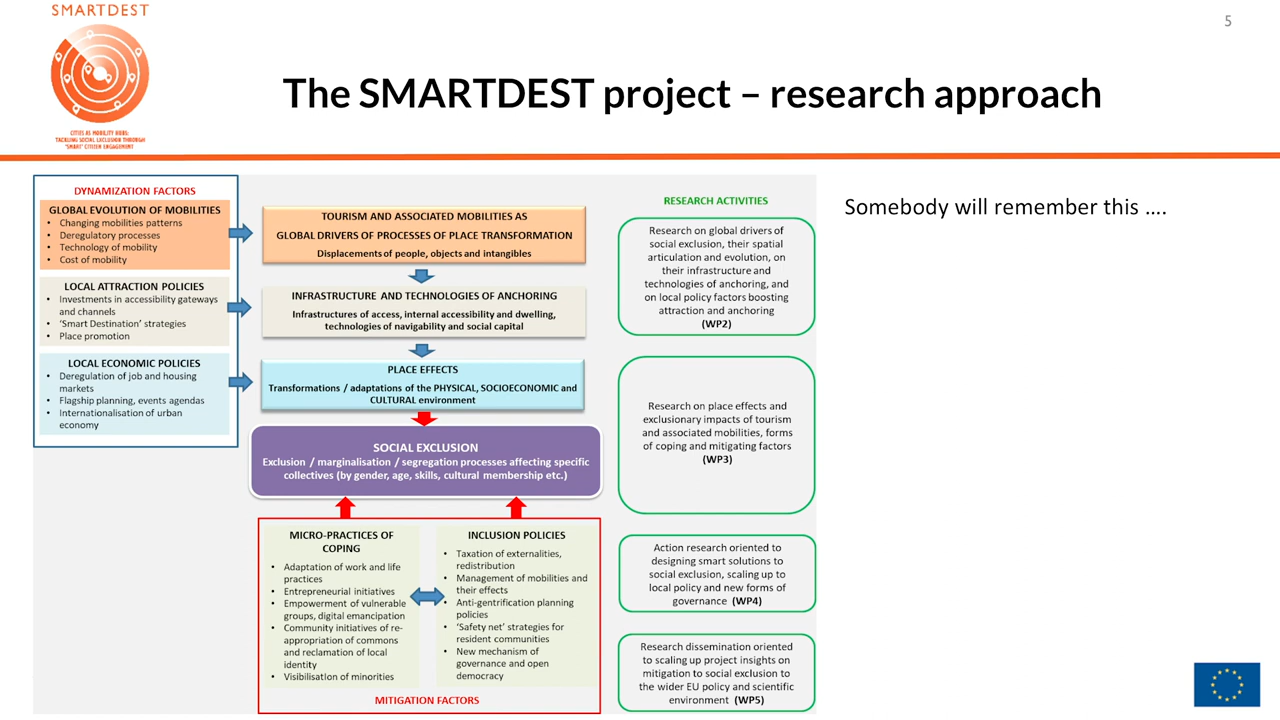 SMARTDEST
CITIES AS MOBILITY HUBS:
TACKLING SOCIAL EXCLUSION THROUGH
'SMART' CITIZEN ENGAGEMENT
5
The SMARTDEST project – research approach
DYNAMIZATION FACTORS
GLOBAL EVOLUTION OF MOBILITIES
• Changing mobilities patterns
• Deregulatory processes
• Technology of mobility
• Cost of mobility
LOCAL ATTRACTION POLICIES
• Investments in accessibility gateways
and channels
• 'Smart Destination' strategies
• Place promotion
LOCAL ECONOMIC POLICIES
• Deregulation of job and housing
markets
• Flagship planning, events agendas
• Internationalisation of urban
economy
TOURISM AND ASSOCIATED MOBILITIES AS
GLOBAL DRIVERS OF PROCESSES OF PLACE TRANSFORMATION
Displacements of people, objects and intangibles
INFRASTRUCTURE AND TECHNOLOGIES OF ANCHORING
Infrastructures of access, internal accessibility and dwelling,
technologies of navigability and social capital
PLACE EFFECTS
Transformations / adaptations of the PHYSICAL, SOCIOECONOMIC and
CULTURAL environment
SOCIAL EXCLUSION
Exclusion / marginalisation / segregation processes affecting specific
collectives (by gender, age, skills, cultural membership etc.)
MICRO-PRACTICES OF
COPING
• Adaptation of work and life
practices
• Entrepreneurial initiatives
• Empowerment of vulnerable
groups, digital emancipation
• Community initiatives of re-
appropriation of commons
and reclamation of local
identity
• Visibilisation of minorities
INCLUSION POLICIES
• Taxation of externalities,
redistribution
• Management of mobilities and
their effects
• Anti-gentrification planning
policies
• 'Safety net' strategies for
resident communities
• New mechanism of
governance and open
democracy
MITIGATION FACTORS
RESEARCH ACTIVITIES
Research on global drivers of
social exclusion, their spatial
articulation and evolution, on
their infrastructure and
technologies of anchoring, and
on local policy factors boosting
attraction and anchoring
(WP2)
Research on place effects and
exclusionary impacts of tourism
and associated mobilities, forms
of coping and mitigating factors
(WP3)
Action research oriented to
designing smart solutions to
social exclusion, scaling up to
local policy and new forms of
governance (WP4)
Research dissemination oriented
to scaling up project insights on
mitigation to social exclusion to
the wider EU policy and scientific
environment (WP5)
Somebody will remember this ....